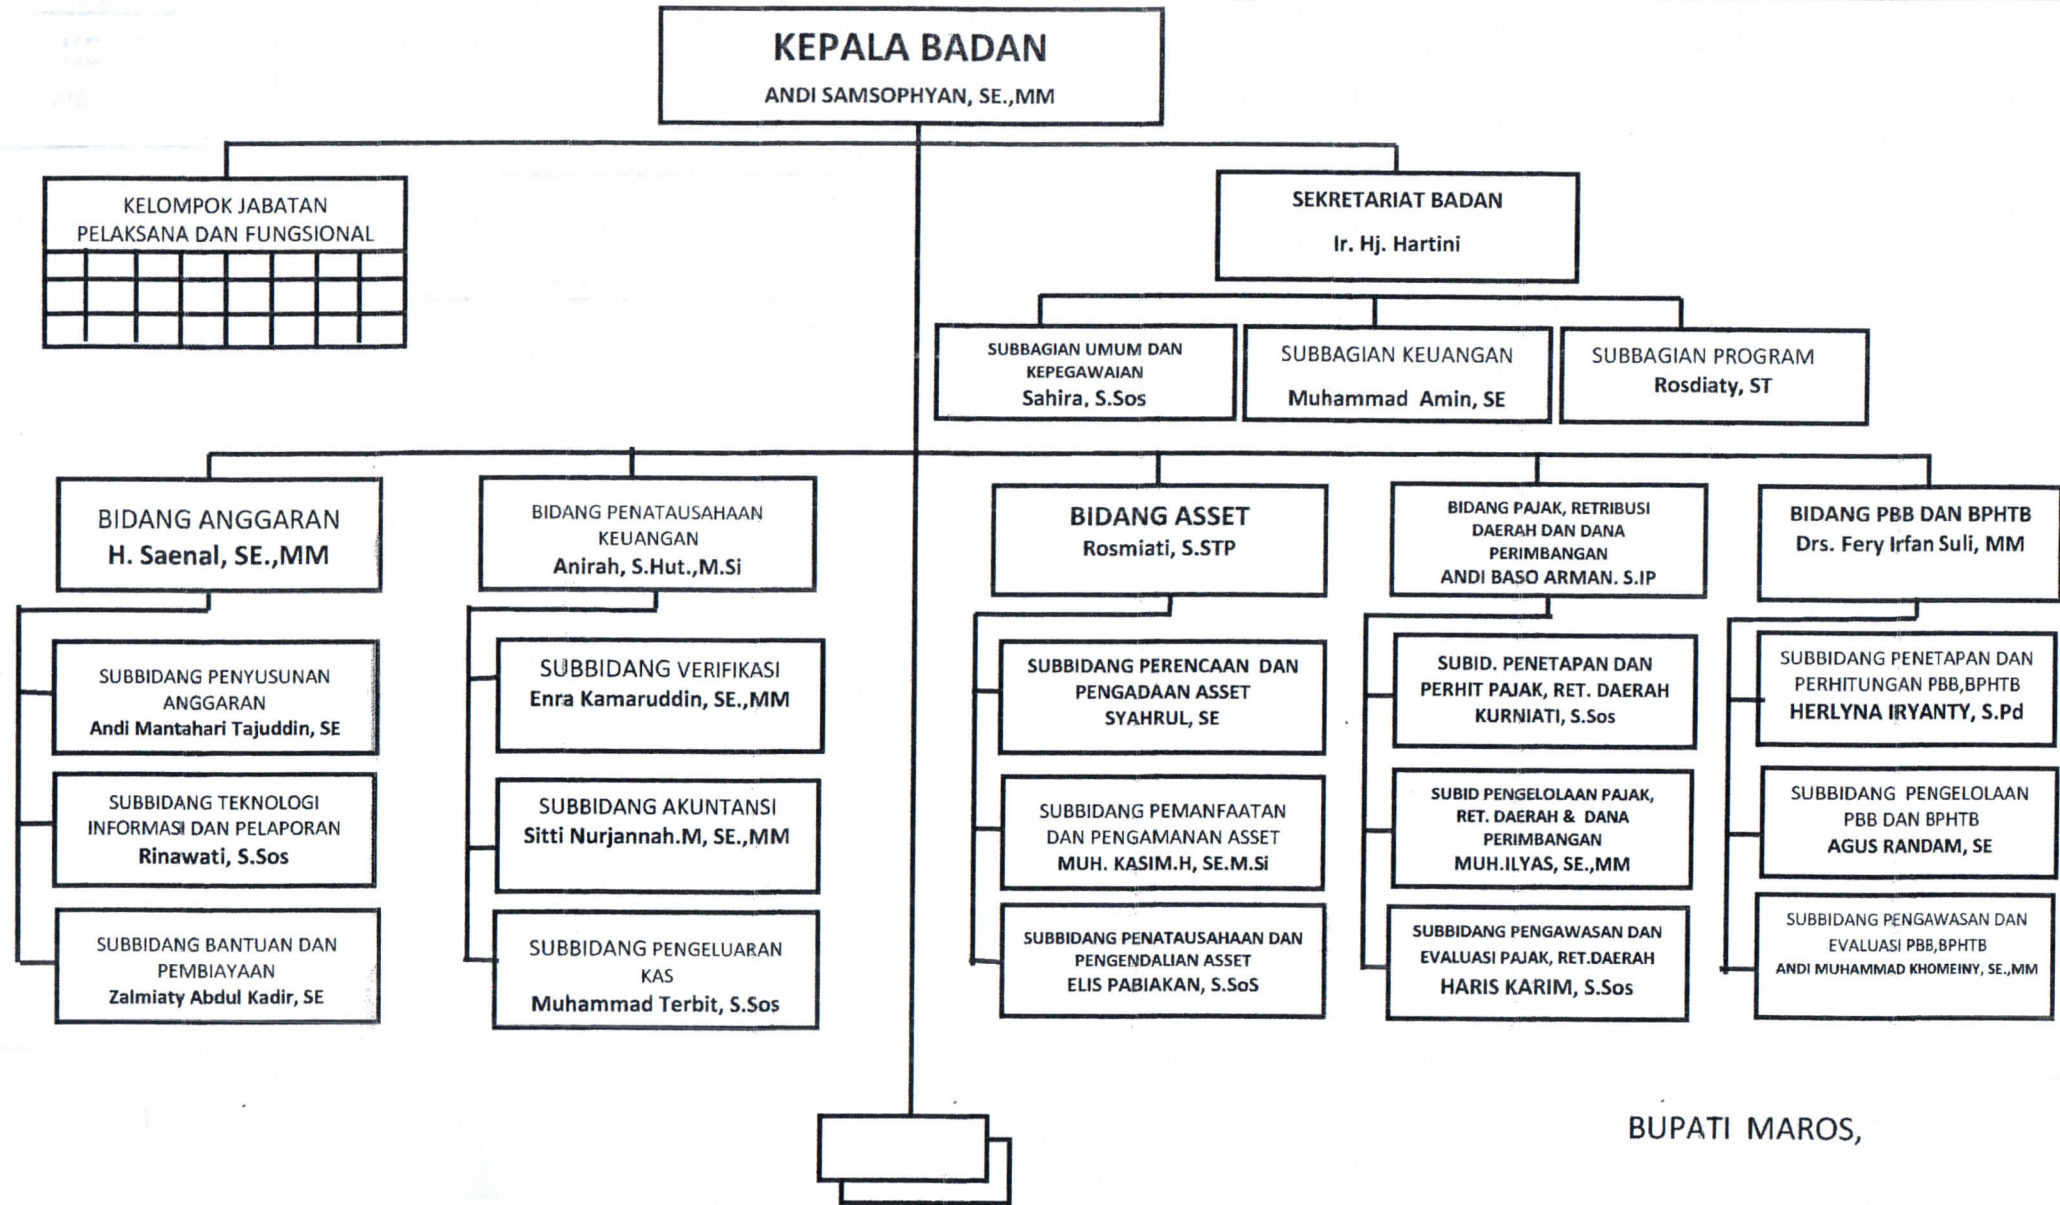 KEPALA BADAN
ANDI SAMSOPHYAN, SE.,MM
KELOMPOK JABATAN
PELAKSANA DAN FUNGSIONAL
SEKRETARIAT BADAN
Ir. Hj. Hartini
SUBBAGIAN UMUM DAN
KEPEGAWAIAN
Sahira, S.Sos
SUBBAGIAN KEUANGAN
Muhammad Amin, SE
SUBBAGIAN PROGRAM
Rosdiaty, ST
BIDANG ANGGARAN
H. Saenal, SE.,MM
BIDANG PENATAUSAHAAN
KEUANGAN
Anirah, S.Hut.,M.Si
BIDANG ASSET
Rosmiati, S.STP
BIDANG PAJAK, RETRIBUSI
DAERAH DAN DANA
PERIMBANGAN
ANDI BASO ARMAN. S.IP
BIDANG PBB DAN BPHTB
Drs. Fery Irfan Suli, MM
SUBBIDANG PENYUSUNAN
ANGGARAN
Andi Mantahari Tajuddin, SE
SUBBIDANG TEKNOLOGI
INFORMASI DAN PELAPORAN
Rinawati, S.Sos
SUBBIDANG BANTUAN DAN
PEMBIAYAAN
Zalmiaty Abdul Kadir, SE
SUBBIDANG VERIFIKASI
Enra Kamaruddin, SE.,MM
SUBBIDANG AKUNTANSI
Sitti Nurjannah.M, SE.,MM
SUBBIDANG PENGELUARAN
KAS
Muhammad Terbit, S.Sos
SUBBIDANG PERENCAAN DAN
PENGADAAN ASSET
SYAHRUL, SE
SUBBIDANG PEMANFAATAN
DAN PENGAMANAN ASSET
MUH. KASIM.H, SE.M.Si
SUBBIDANG PENATAUSAHAAN DAN
PENGENDALIAN ASSET
ELIS PABIAKAN, S.SoS
SUBID. PENETAPAN DAN
PERHIT PAJAK, RET. DAERAH
KURNIATI, S.Sos
SUBID PENGELOLAAN PAJAK,
RET. DAERAH & DANA
PERIMBANGAN
MUH.ILYAS, SE.,MM
SUBBIDANG PENGAWASAN DAN
EVALUASI PAJAK, RET.DAERAH
HARIS KARIM, S.Sos
SUBBIDANG PENETAPAN DAN
PERHITUNGAN PBB,BPHTB
HERLYNA IRYANTY, S.Pd
SUBBIDANG PENGELOLAAN
PBB DAN BPHTB
AGUS RANDAM, SE
SUBBIDANG PENGAWASAN DAN
EVALUASI PBB,BPHTB
ANDI MUHAMMAD KHOMEINY, SE.,MM
BUPATI MAROS,